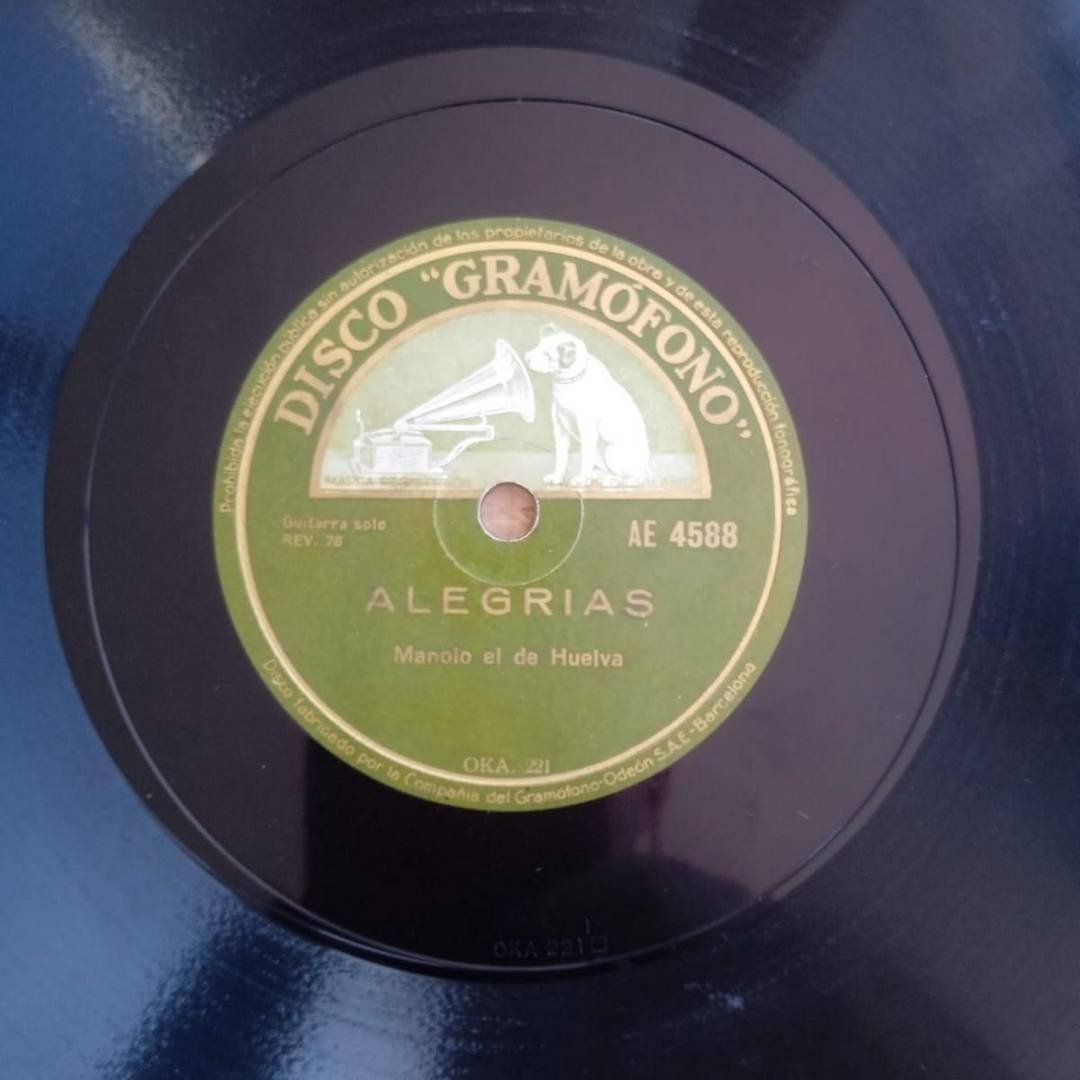 Prohibida la ejecución pública sin autorización de los propietarios de la obra y de esta reproducción fonográfica
DISCO "GRAMÓFONO"
Guitarra solo
REV. 78
AE 4588
ALEGRIAS
Manolo el de Huelva
OKA. 221
Disco fabricado por la Compañía del Gramófono-Odeón S.A.E.-Barcelona
OKA 221